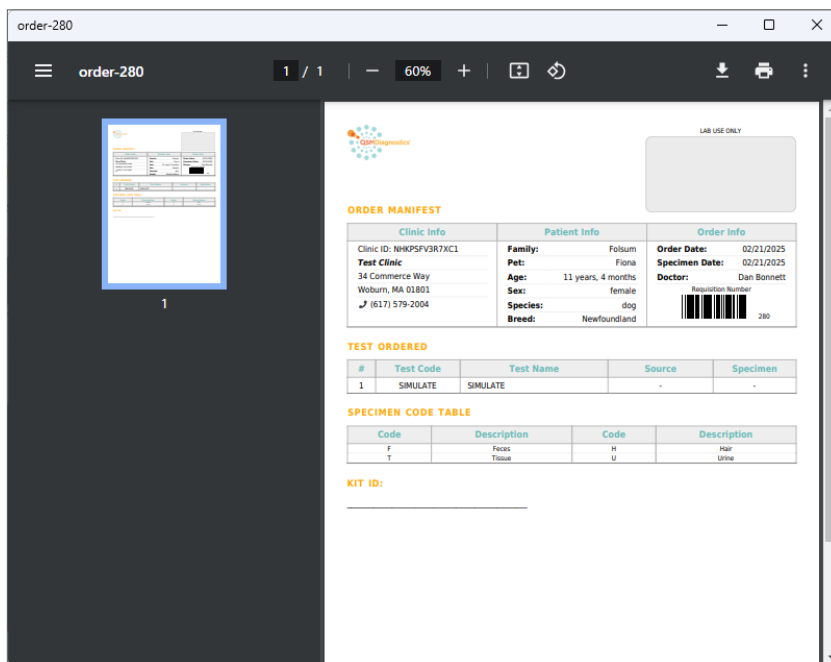 order-280
order-280
1 / 1
60%
1
QSMDiagnostics
LAB USE ONLY
ORDER MANIFEST
Clinic Info Patient Info Order Info
Clinic ID: NHKPSFV3R7XC1 Family: Folsum Order Date: 02/21/2025
Test Clinic Pet: Fiona Specimen Date: 02/21/2025
34 Commerce Way Age: 11 years, 4 months Doctor: Dan Bonnett
Woburn, MA 01801 Sex: female Requisition Number
(617) 579-2004 Species: dog
Breed: Newfoundland 280
TEST ORDERED
# Test Code Test Name Source Specimen
1 SIMULATE SIMULATE - -
SPECIMEN CODE TABLE
Code Description Code Description
F Feces H Hair
T Tissue U Urine
KIT ID: